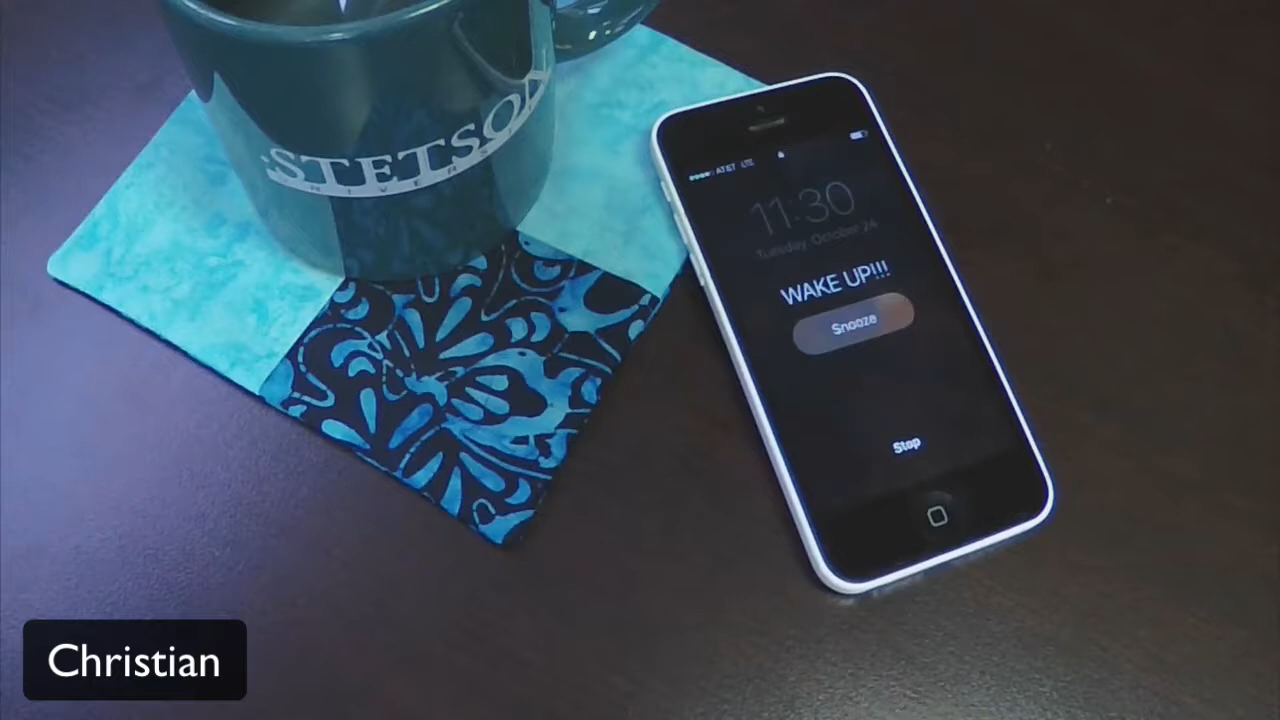 STETSON
AT&T LTE
11:30
Tuesday, October 24
WAKE UP!!!
Snooze
Stop
Christian